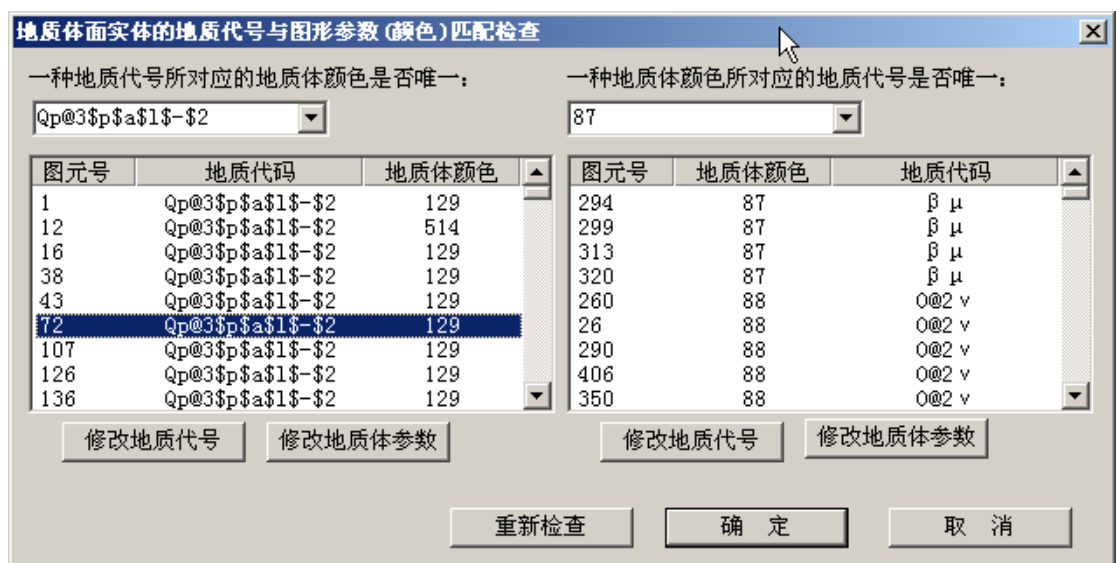 地质体面实体的地质代号与图形参数(颜色)匹配检查
一种地质代号所对应的地质体颜色是否唯一:
一种地质体颜色所对应的地质代号是否唯一:
Qp@3$p$a$l$-$2
87
图元号 地质代码 地质体颜色
1 Qp@3$p$a$l$-$2 129
12 Qp@3$p$a$l$-$2 514
16 Qp@3$p$a$l$-$2 129
38 Qp@3$p$a$l$-$2 129
43 Qp@3$p$a$l$-$2 129
72 Qp@3$p$a$l$-$2 129
107 Qp@3$p$a$l$-$2 129
126 Qp@3$p$a$l$-$2 129
136 Qp@3$p$a$l$-$2 129
图元号 地质体颜色 地质代码
294 87 β μ
299 87 β μ
313 87 β μ
320 87 β μ
260 88 O@2 ν
26 88 O@2 ν
290 88 O@2 ν
406 88 O@2 ν
350 88 O@2 ν
修改地质代号 修改地质体参数
修改地质代号 修改地质体参数
重新检查 确 定 取 消